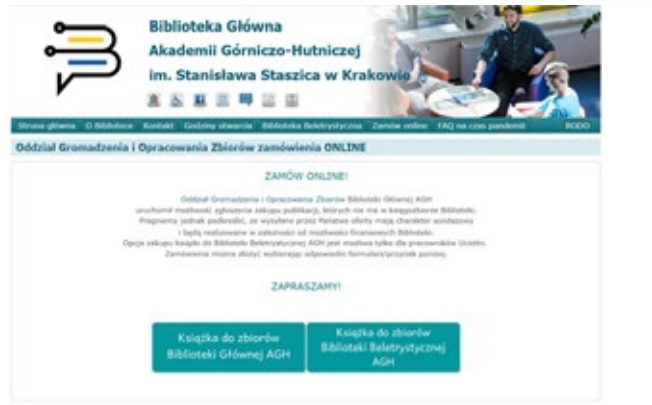 Biblioteka Główna
Akademii Górniczo-Hutniczej
im. Stanisława Staszica w Krakowie
Strona główna O Bibliotece Kontakt Godziny otwarcia Biblioteka Beletrystyczna Zamów online FAQ na czas pandemii RODO
Oddział Gromadzenia i Opracowania Zbiorów zamówienia ONLINE
ZAMÓW ONLINE!
Oddział Gromadzenia i Opracowania Zbiorów Biblioteki Głównej AGH
uruchomił możliwość zgłoszenia zakupu publikacji, których nie ma w księgozbiorze Biblioteki.
Pragniemy jednak podkreślić, że wysyłane przez Państwa oferty mają charakter sondażowy
i będą realizowane w zależności od możliwości finansowych Biblioteki.
Opcja zakupu książki do Biblioteki Beletrystycznej AGH jest możliwa tylko dla pracowników Uczelni.
Zamówienie można złożyć wybierając odpowiedni formularz/przycisk poniżej.
ZAPRASZAMY!
Książka do zbiorów
Biblioteki Głównej AGH
Książka do zbiorów
Biblioteki Beletrystycznej
AGH